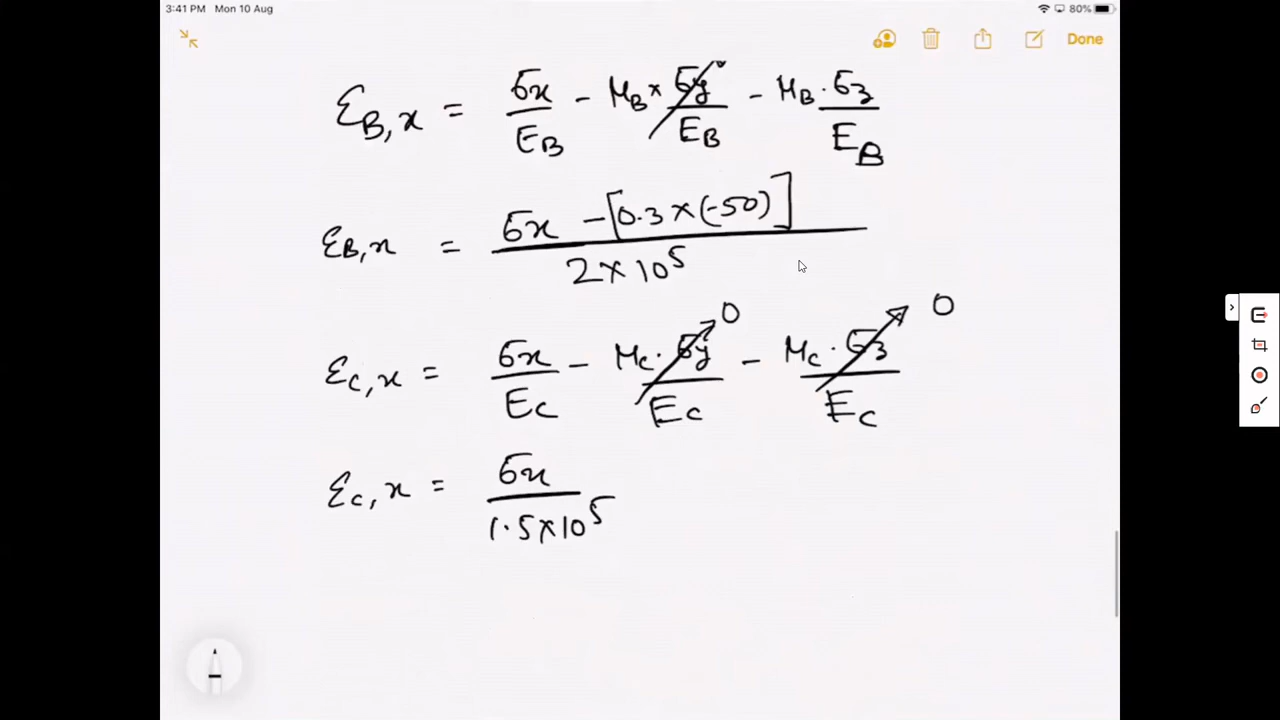 3:41 PM Mon 10 Aug 80%
Done
εB,x = σx/EB - μB × σy/EB 0 - μB · σz/EB
εB,x = σx - [0.3 × (-50)] / 2 × 10^5
εC,x = σx/EC - μC · σy/EC 0 - μC · σz/EC 0
εC,x = σx / 1.5 × 10^5